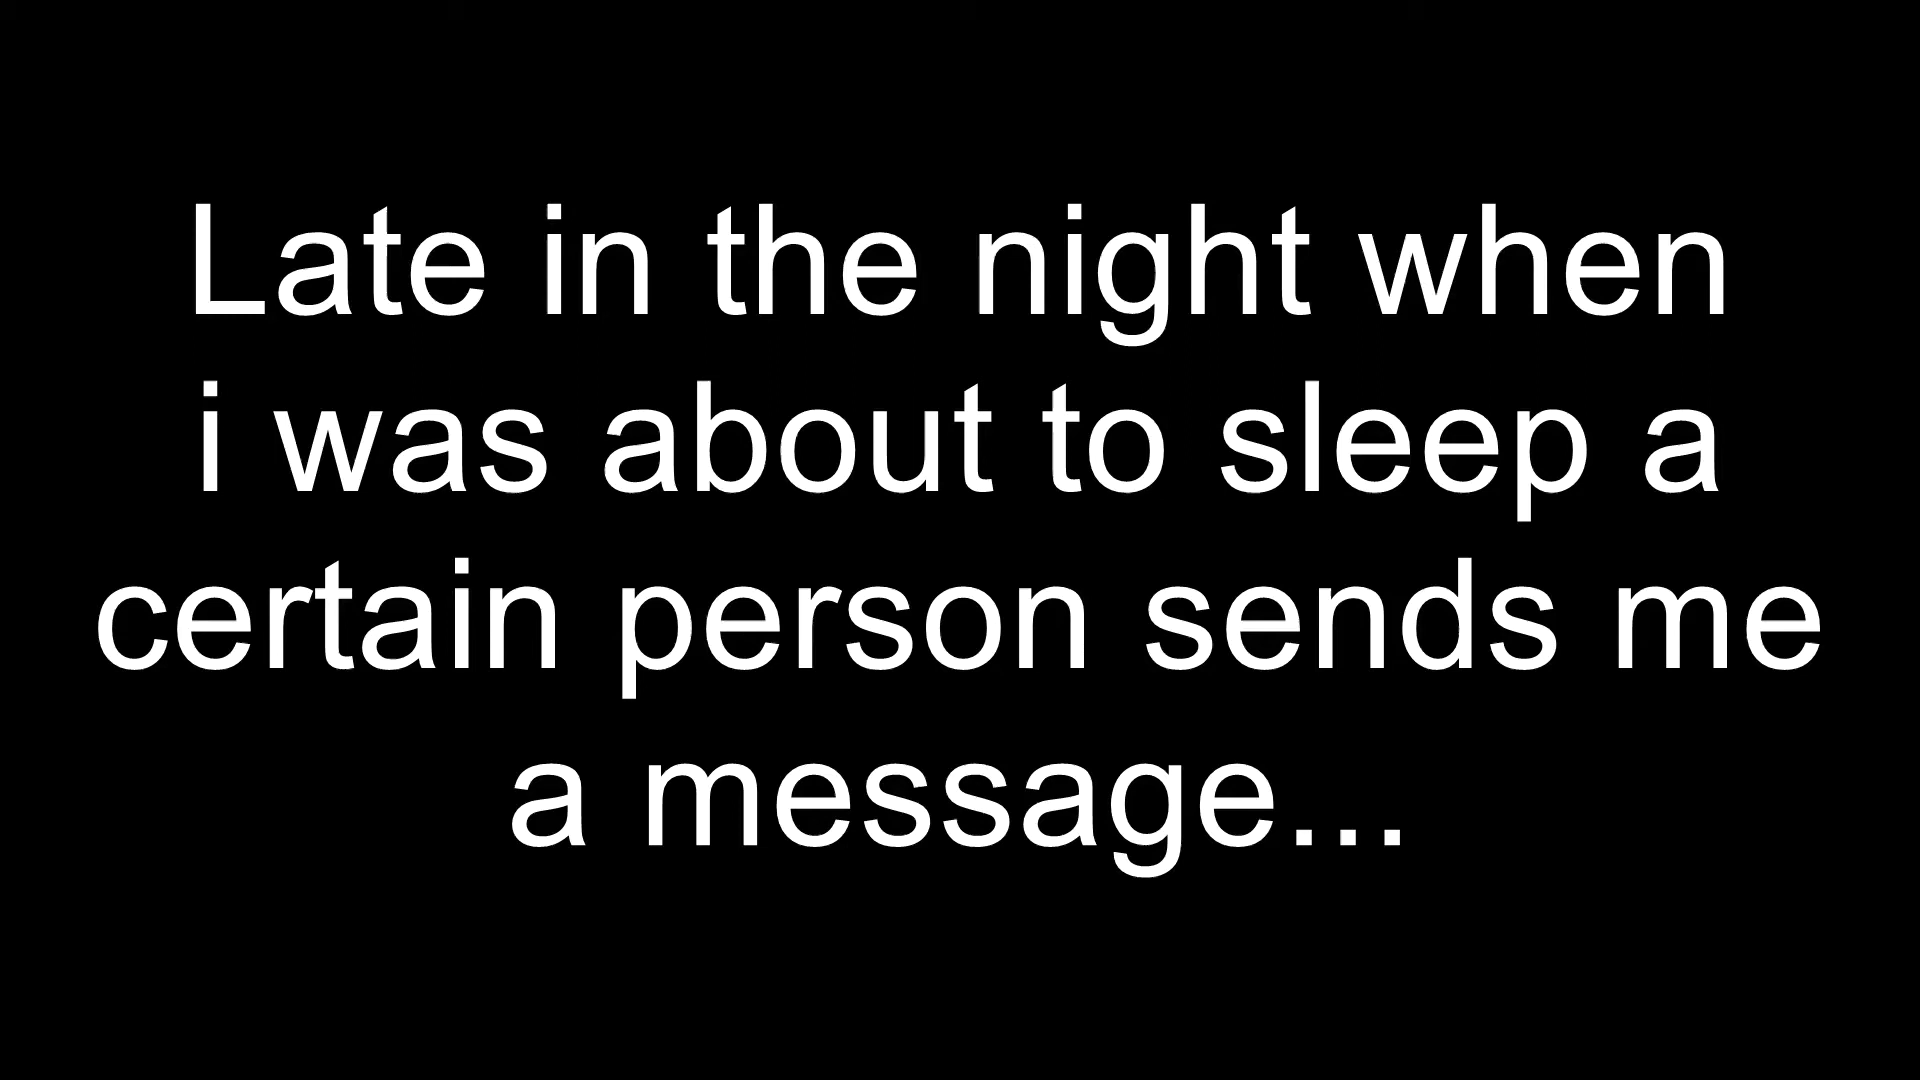 Late in the night when
i was about to sleep a
certain person sends me
a message...